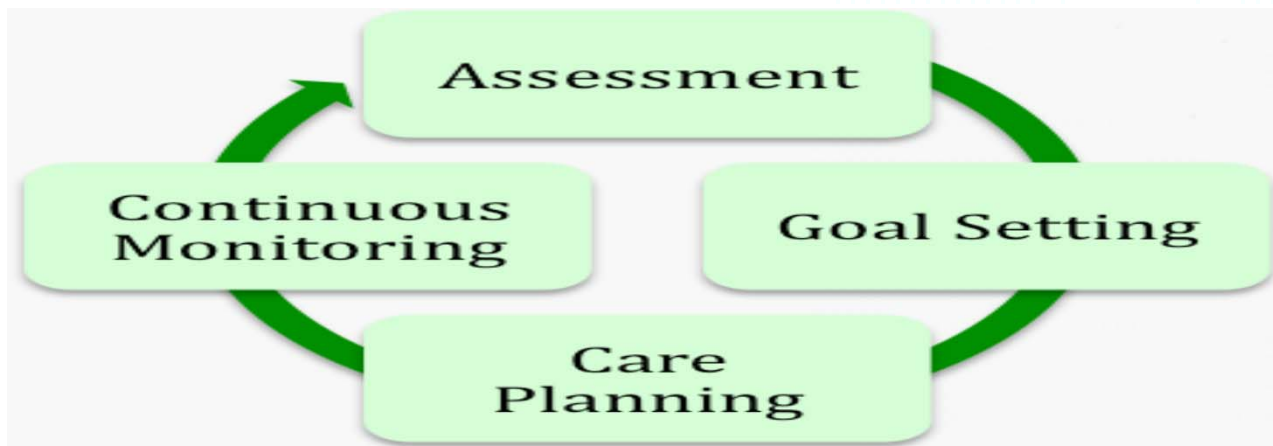 Assessment
Goal Setting
Care
Planning
Continuous
Monitoring